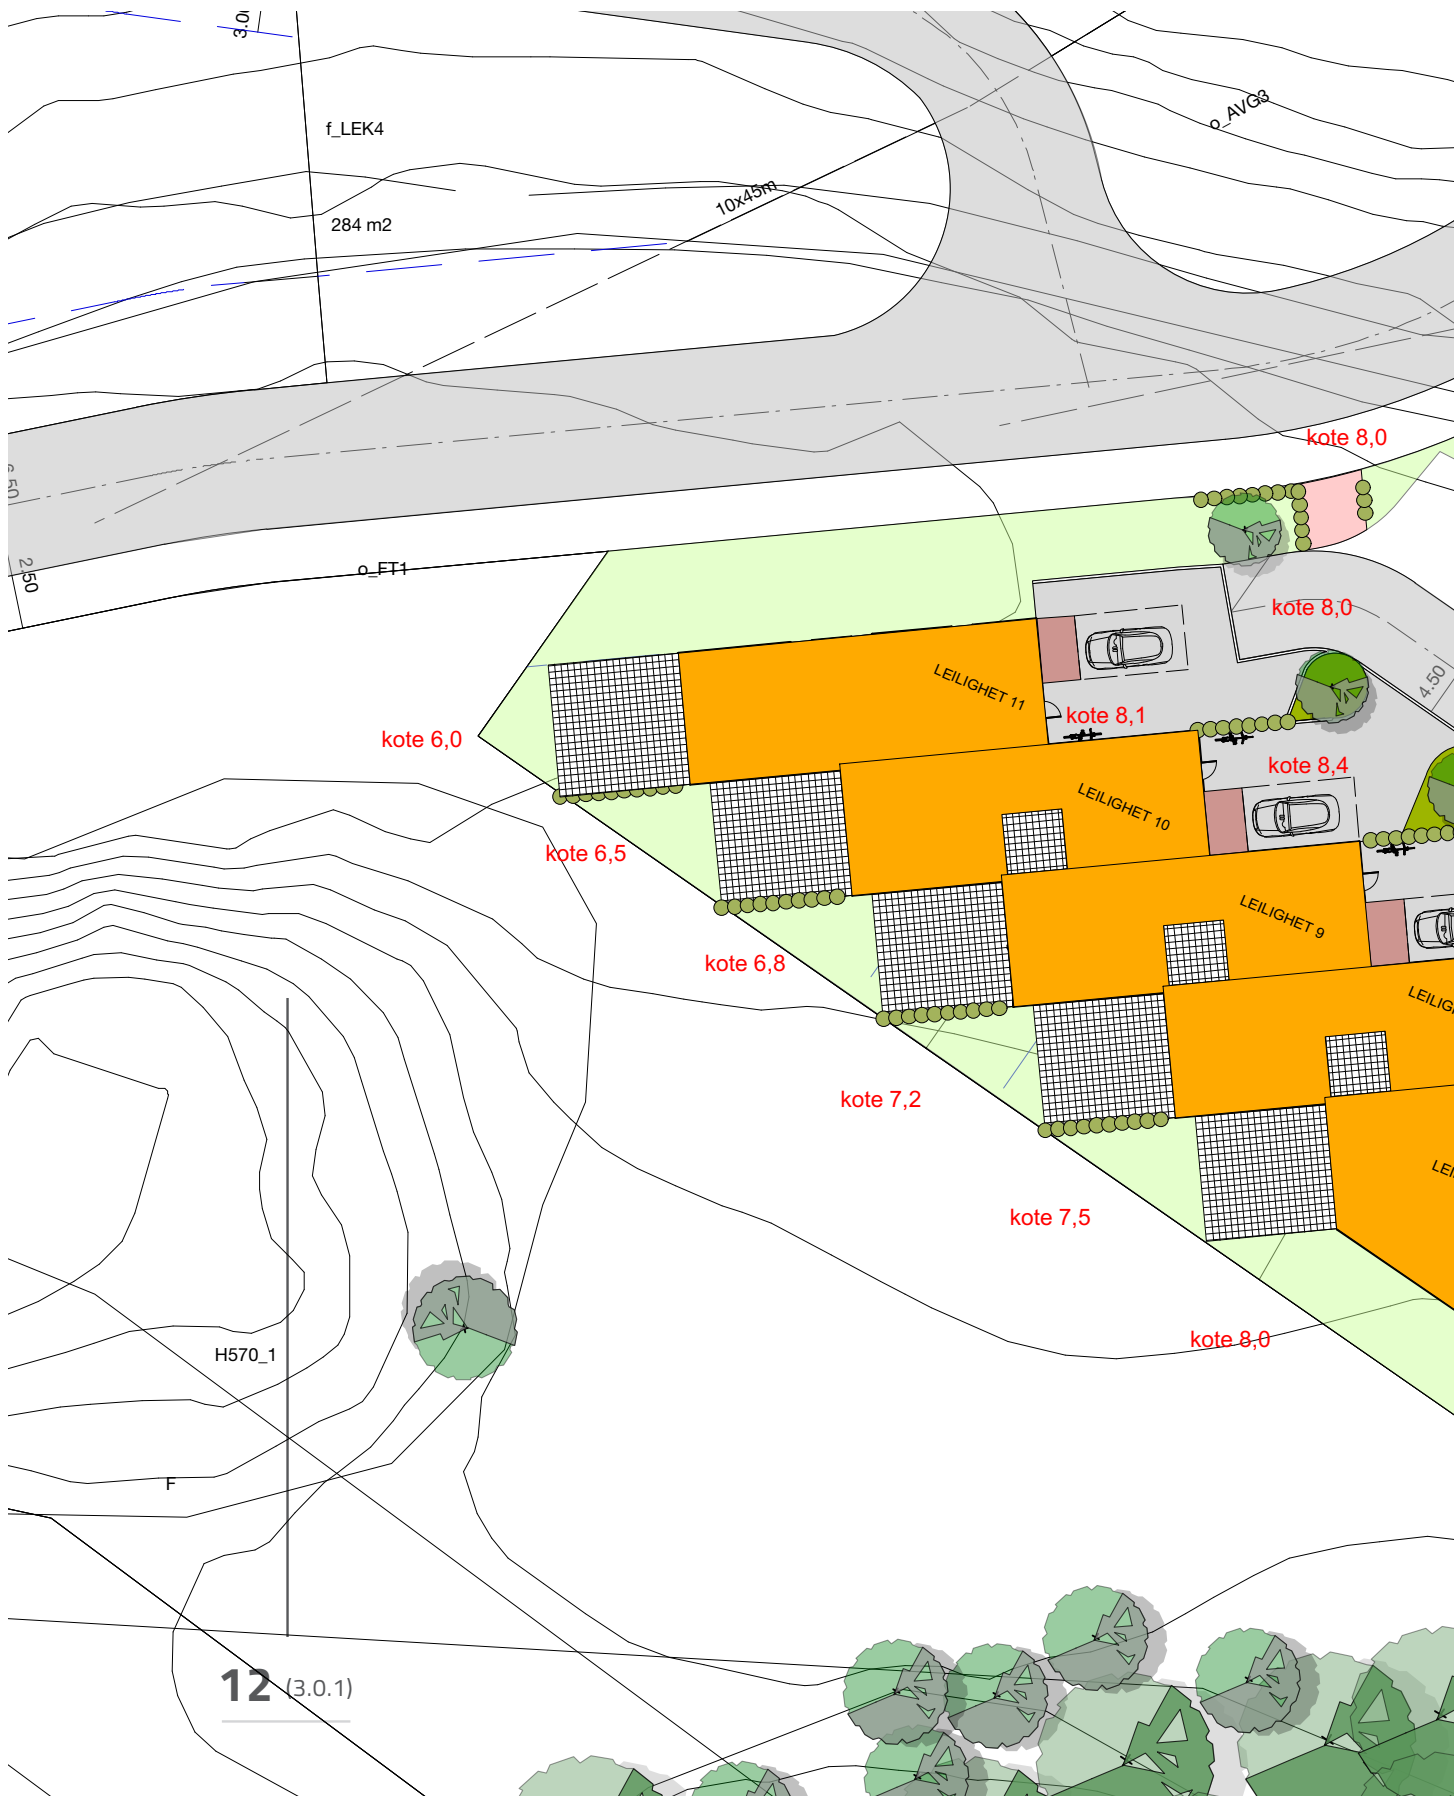 f_LEK4
o_AVG3
10x45m
284 m2
kote 8,0
2.50
o_FT1
kote 8,0
4.50
LEILIGHET 11
kote 8,1
kote 6,0
kote 8,4
LEILIGHET 10
kote 6,5
LEILIGHET 9
kote 6,8
kote 7,2
kote 7,5
kote 8,0
H570_1
F
12 (3.0.1)